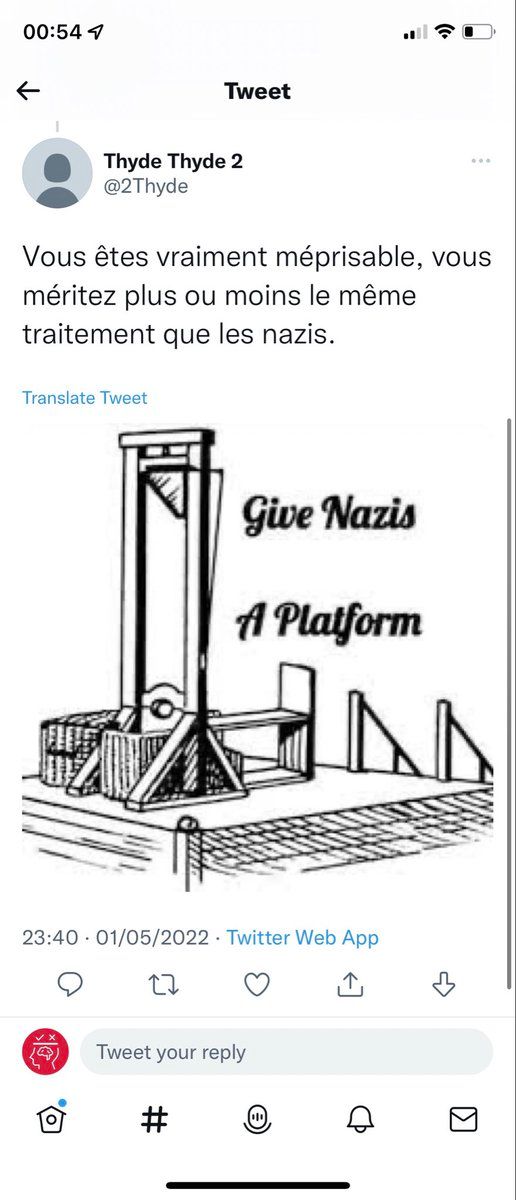 00:54
Tweet
Thyde Thyde 2
@2Thyde
Vous êtes vraiment méprisable, vous
méritez plus ou moins le même
traitement que les nazis.
Translate Tweet
Give Nazis
A Platform
23:40 · 01/05/2022 · Twitter Web App
Tweet your reply